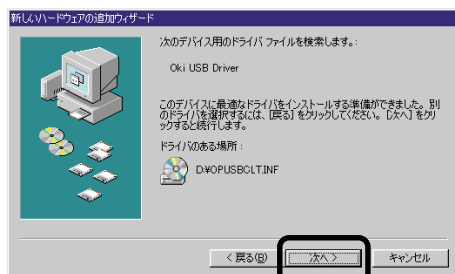 新しいハードウェアの追加ウィザード
次のデバイス用のドライバ ファイルを検索します。:
Oki USB Driver
このデバイスに最適なドライバをインストールする準備ができました。別
のドライバを選択するには、[戻る] をクリックしてください。[次へ] をクリ
ックすると続行します。
ドライバのある場所 :
D:¥OPUSBCLT.INF
< 戻る(B)
次へ >
キャンセル